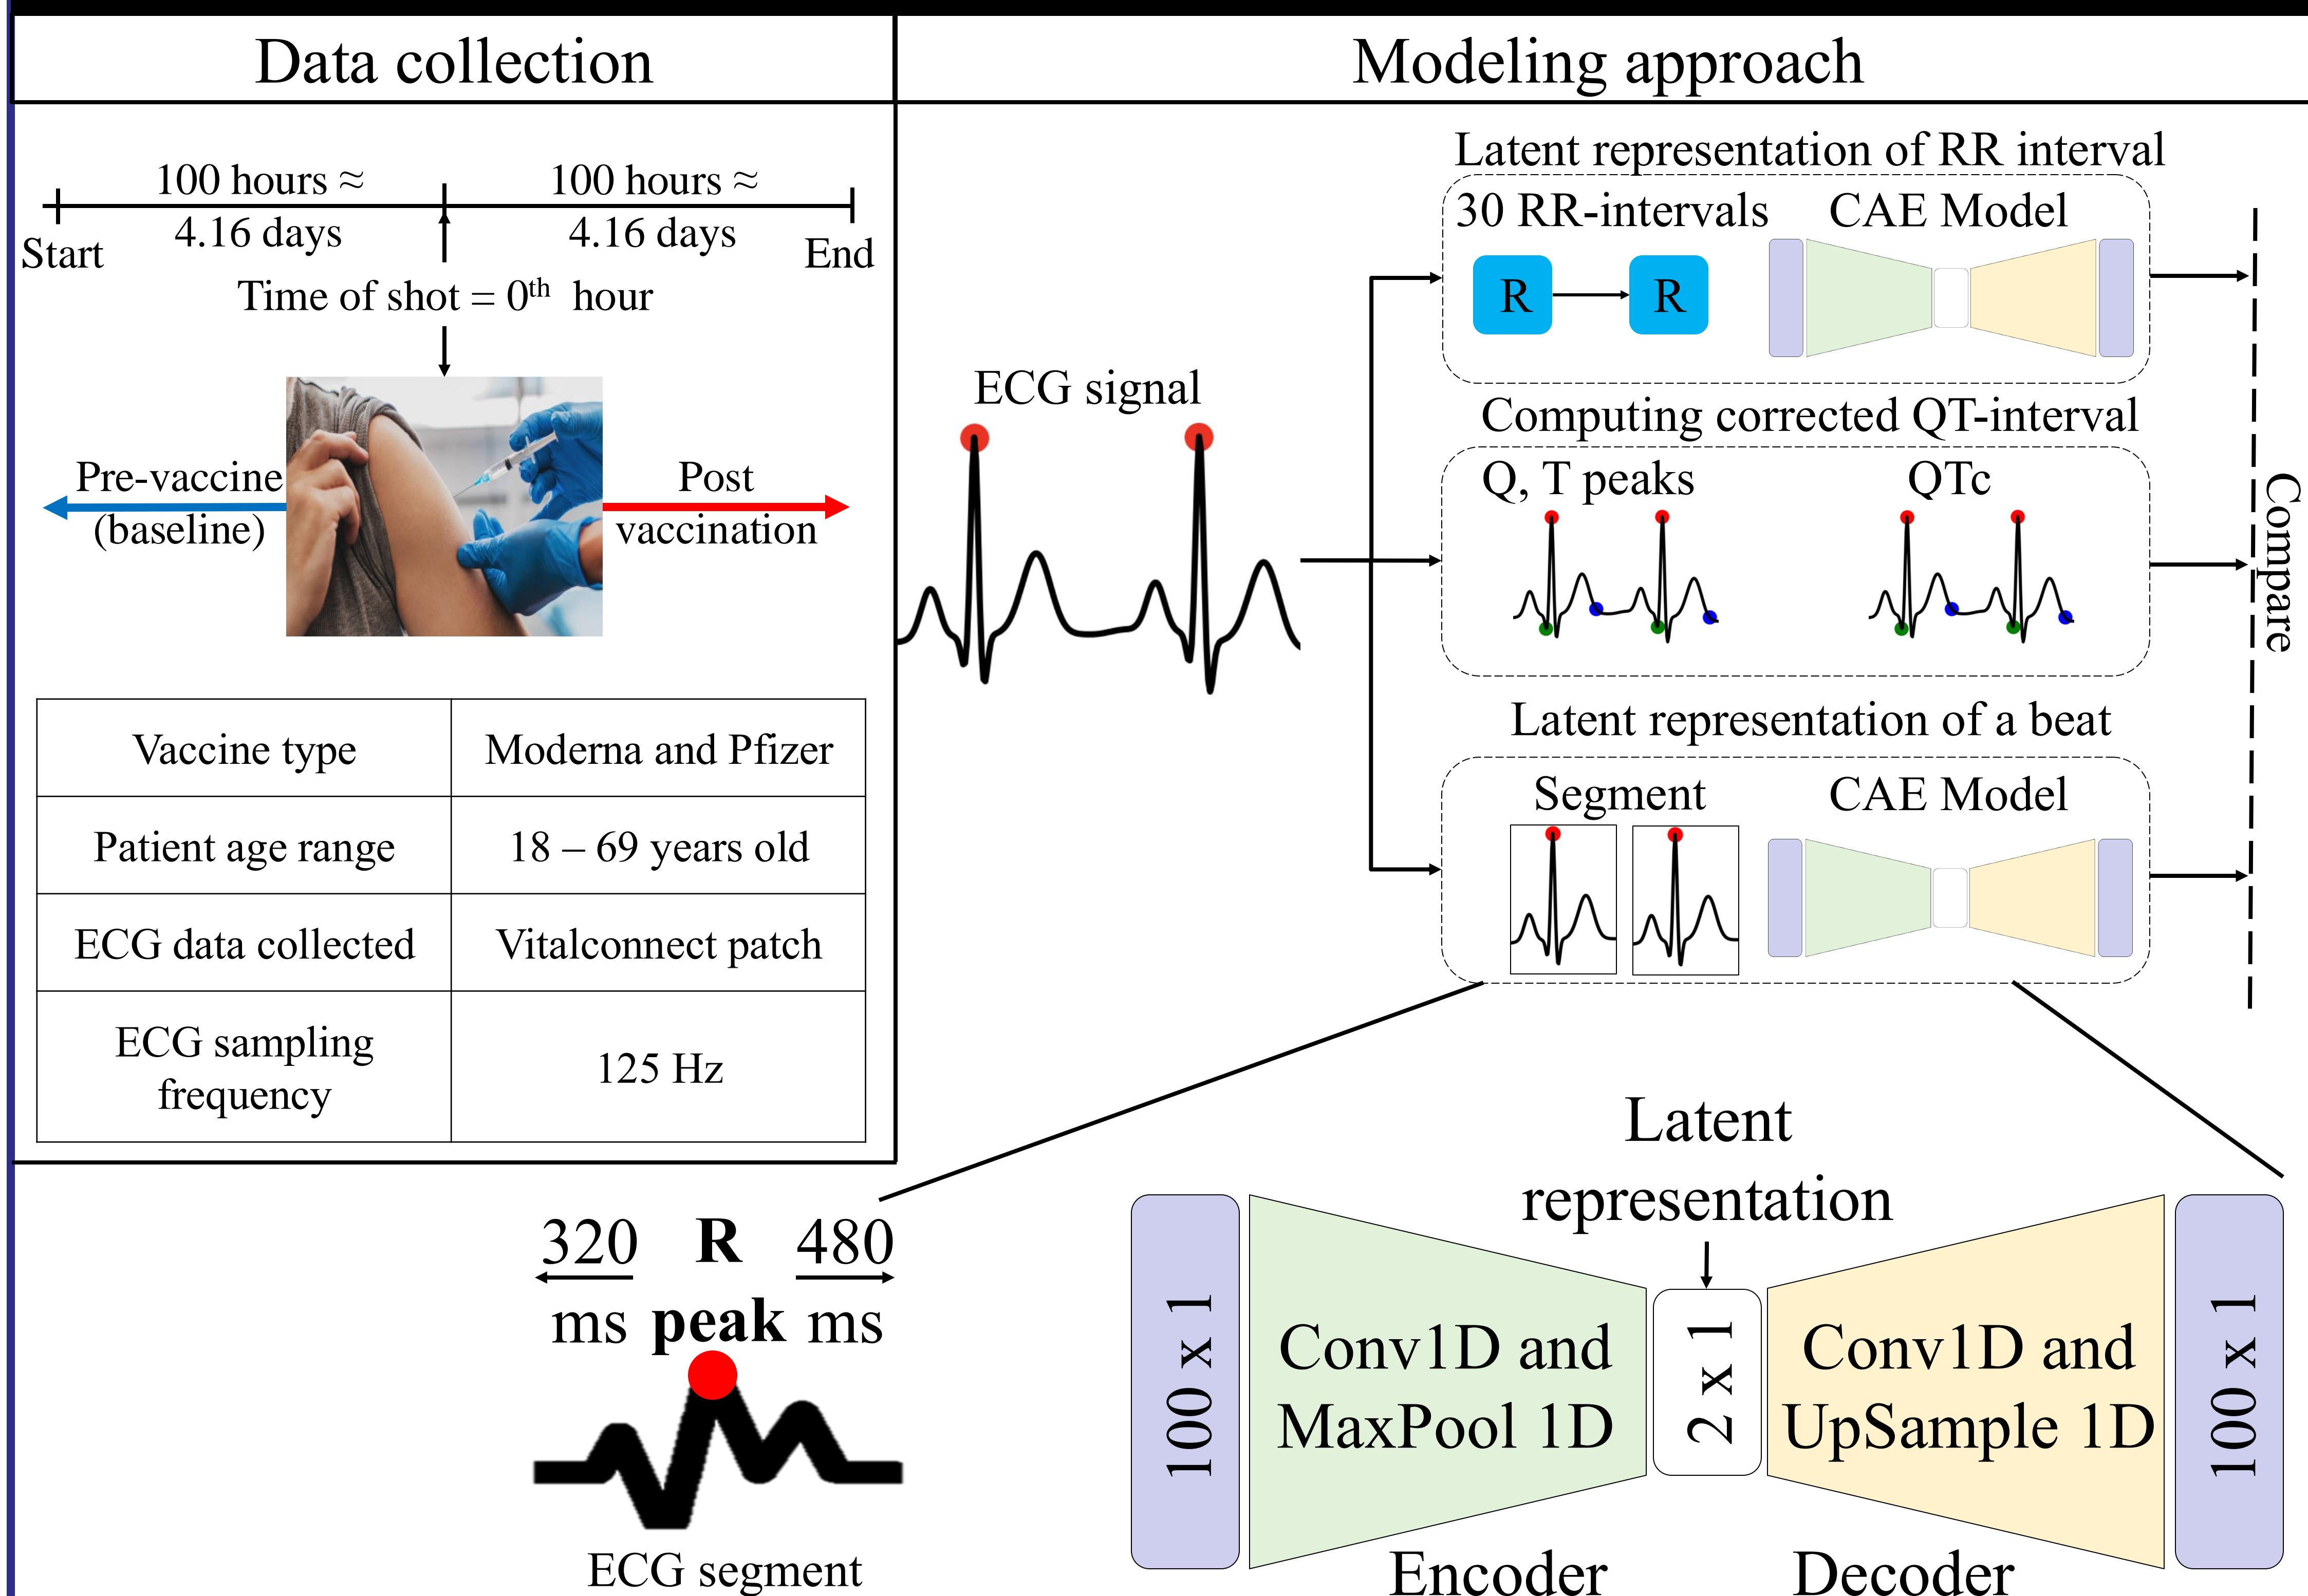 Data collection
Modeling approach
100 hours ≈
4.16 days
100 hours ≈
4.16 days
Start
End
Time of shot = 0th hour
Pre-vaccine
(baseline)
Post
vaccination
Vaccine type
Moderna and Pfizer
Patient age range
18 – 69 years old
ECG data collected
Vitalconnect patch
ECG sampling
frequency
125 Hz
ECG signal
Latent representation of RR interval
30 RR-intervals
CAE Model
R
R
Computing corrected QT-interval
Q, T peaks
QTc
Latent representation of a beat
Segment
CAE Model
Compare
320
ms
R
peak
480
ms
ECG segment
Latent
representation
100 x 1
Conv1D and
MaxPool 1D
2 x 1
Conv1D and
UpSample 1D
100 x 1
Encoder
Decoder